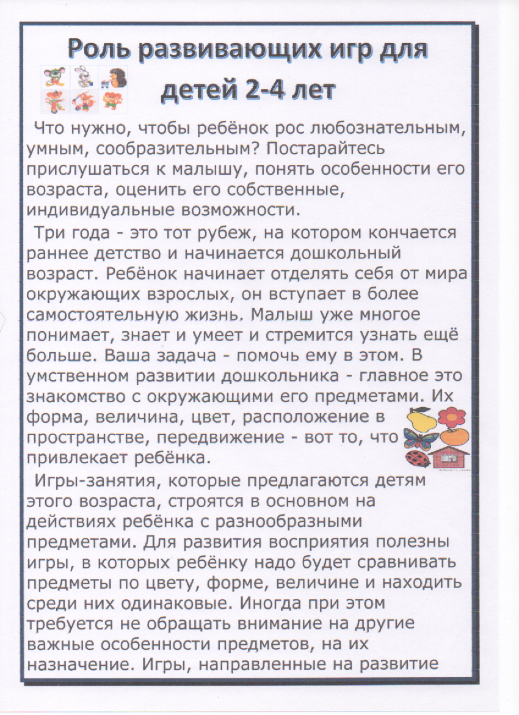 Роль развивающих игр для
детей 2-4 лет
Что нужно, чтобы ребёнок рос любознательным,
умным, сообразительным? Постарайтесь
прислушаться к малышу, понять особенности его
возраста, оценить его собственные,
индивидуальные возможности.
Три года - это тот рубеж, на котором кончается
раннее детство и начинается дошкольный
возраст. Ребёнок начинает отделять себя от мира
окружающих взрослых, он вступает в более
самостоятельную жизнь. Малыш уже многое
понимает, знает и умеет и стремится узнать ещё
больше. Ваша задача - помочь ему в этом. В
умственном развитии дошкольника - главное это
знакомство с окружающими его предметами. Их
форма, величина, цвет, расположение в
пространстве, передвижение - вот то, что
привлекает ребёнка.
Игры-занятия, которые предлагаются детям
этого возраста, строятся в основном на
действиях ребёнка с разнообразными
предметами. Для развития восприятия полезны
игры, в которых ребёнку надо будет сравнивать
предметы по цвету, форме, величине и находить
среди них одинаковые. Иногда при этом
требуется не обращать внимание на другие
важные особенности предметов, на их
назначение. Игры, направленные на развитие